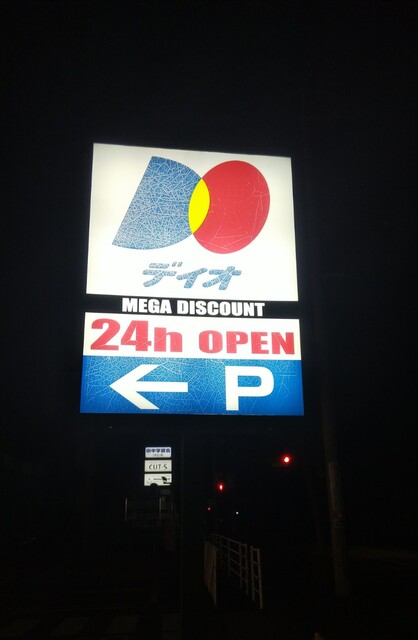 ディオ
MEGA DISCOUNT
24h OPEN
← P
CUT-S